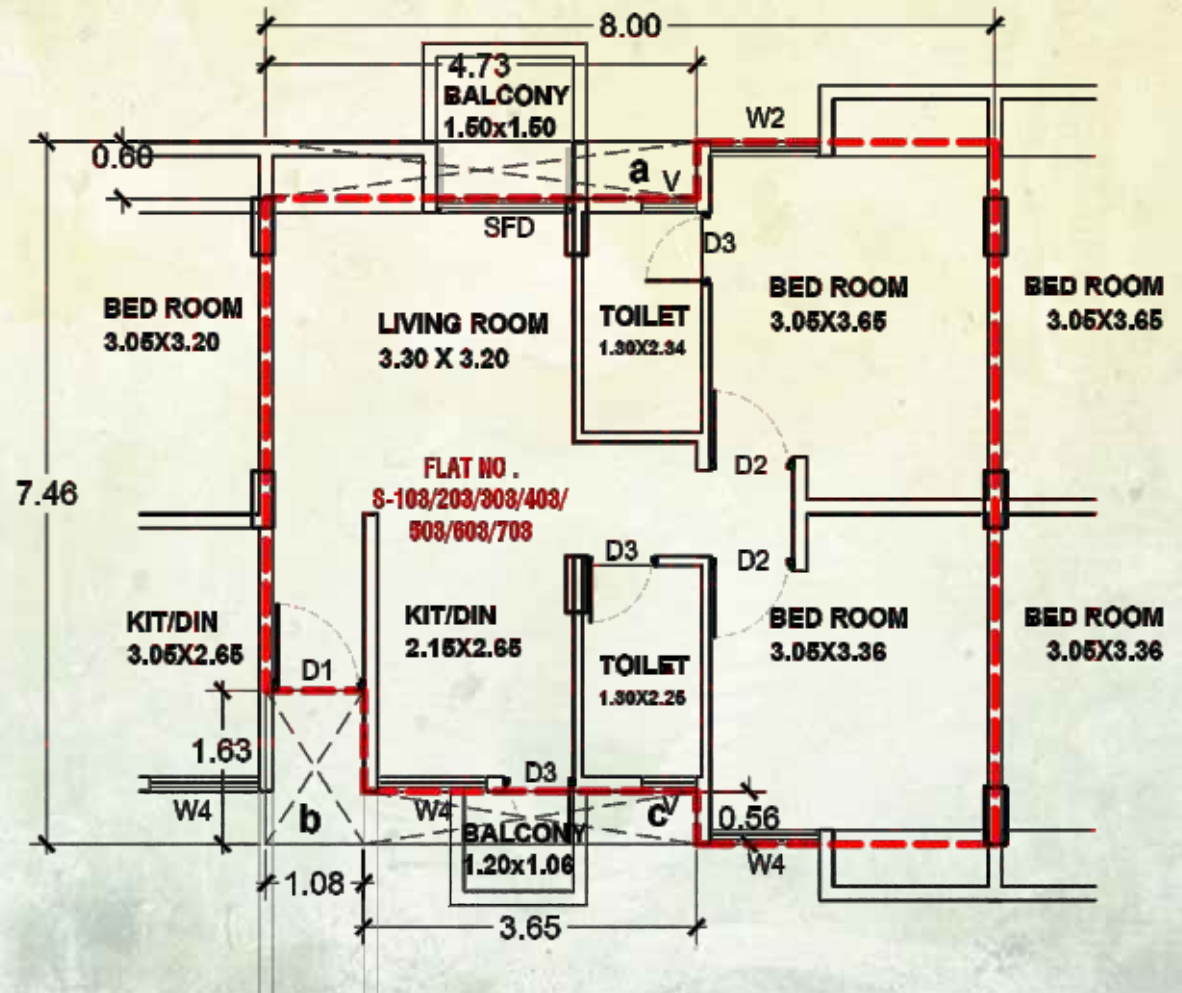 8.00
4.73
BALCONY
1.50x1.50
W2
0.60
a
V
SFD
D3
BED ROOM
3.05X3.20
LIVING ROOM
3.30 X 3.20
TOILET
1.30X2.34
BED ROOM
3.05X3.65
BED ROOM
3.05X3.65
7.46
FLAT NO .
S-103/203/303/403/
503/603/703
D2
D3
D2
KIT/DIN
3.05X2.65
D1
KIT/DIN
2.15X2.65
TOILET
1.30X2.25
BED ROOM
3.05X3.36
BED ROOM
3.05X3.36
1.63
W4
b
D3
W4
BALCONY
1.20x1.06
c
V
0.56
W4
1.08
3.65